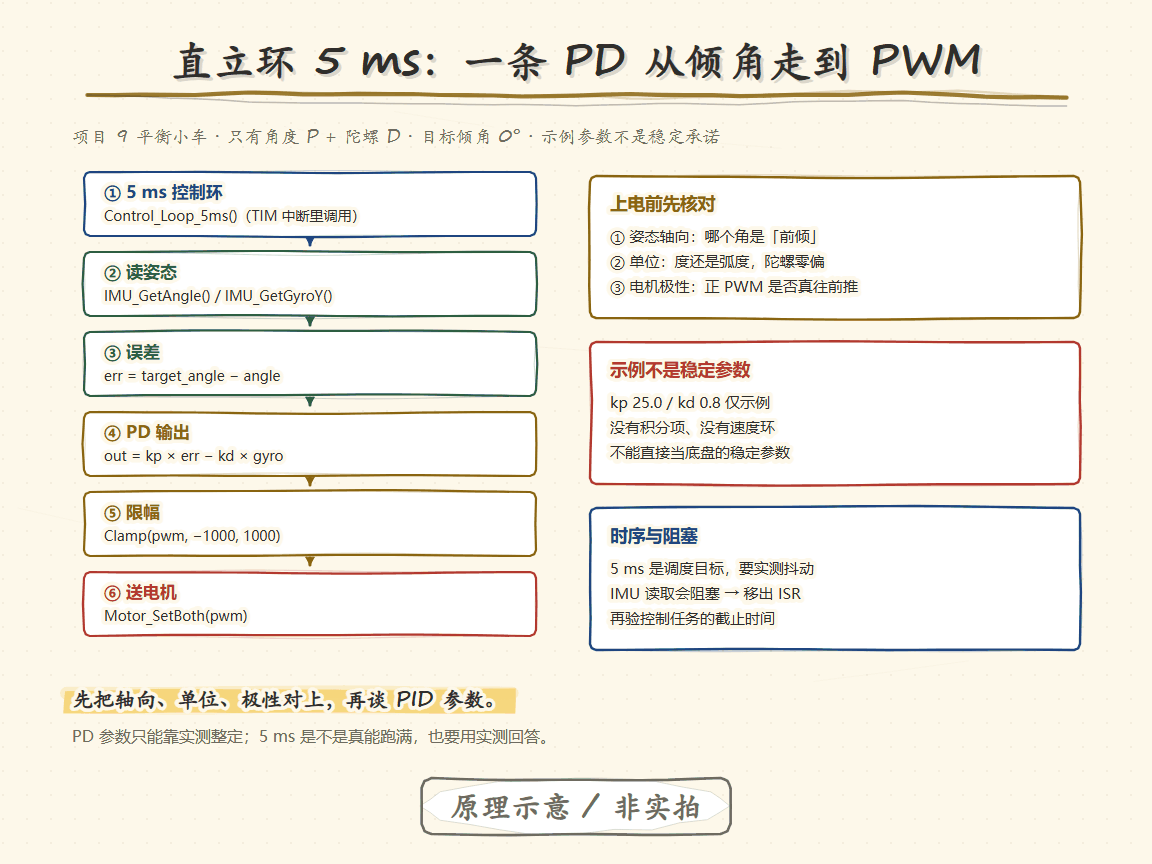 直立环 5 ms：一条 PD 从倾角走到 PWM
项目 9 平衡小车 · 只有角度 P + 陀螺 D · 目标倾角 0° · 示例参数不是稳定承诺
① 5 ms 控制环
Control_Loop_5ms()（TIM 中断里调用）
② 读姿态
IMU_GetAngle() / IMU_GetGyroY()
③ 误差
err = target_angle − angle
④ PD 输出
out = kp × err − kd × gyro
⑤ 限幅
Clamp(pwm, −1000, 1000)
⑥ 送电机
Motor_SetBoth(pwm)
上电前先核对
① 姿态轴向：哪个角是「前倾」
② 单位：度还是弧度，陀螺零偏
③ 电机极性：正 PWM 是否真往前推
示例不是稳定参数
kp 25.0 / kd 0.8 仅示例
没有积分项、没有速度环
不能直接当底盘的稳定参数
时序与阻塞
5 ms 是调度目标，要实测抖动
IMU 读取会阻塞 → 移出 ISR
再验控制任务的截止时间
先把轴向、单位、极性对上，再谈 PID 参数。
PD 参数只能靠实测整定；5 ms 是不是真能跑满，也要用实测回答。
原理示意 / 非实拍